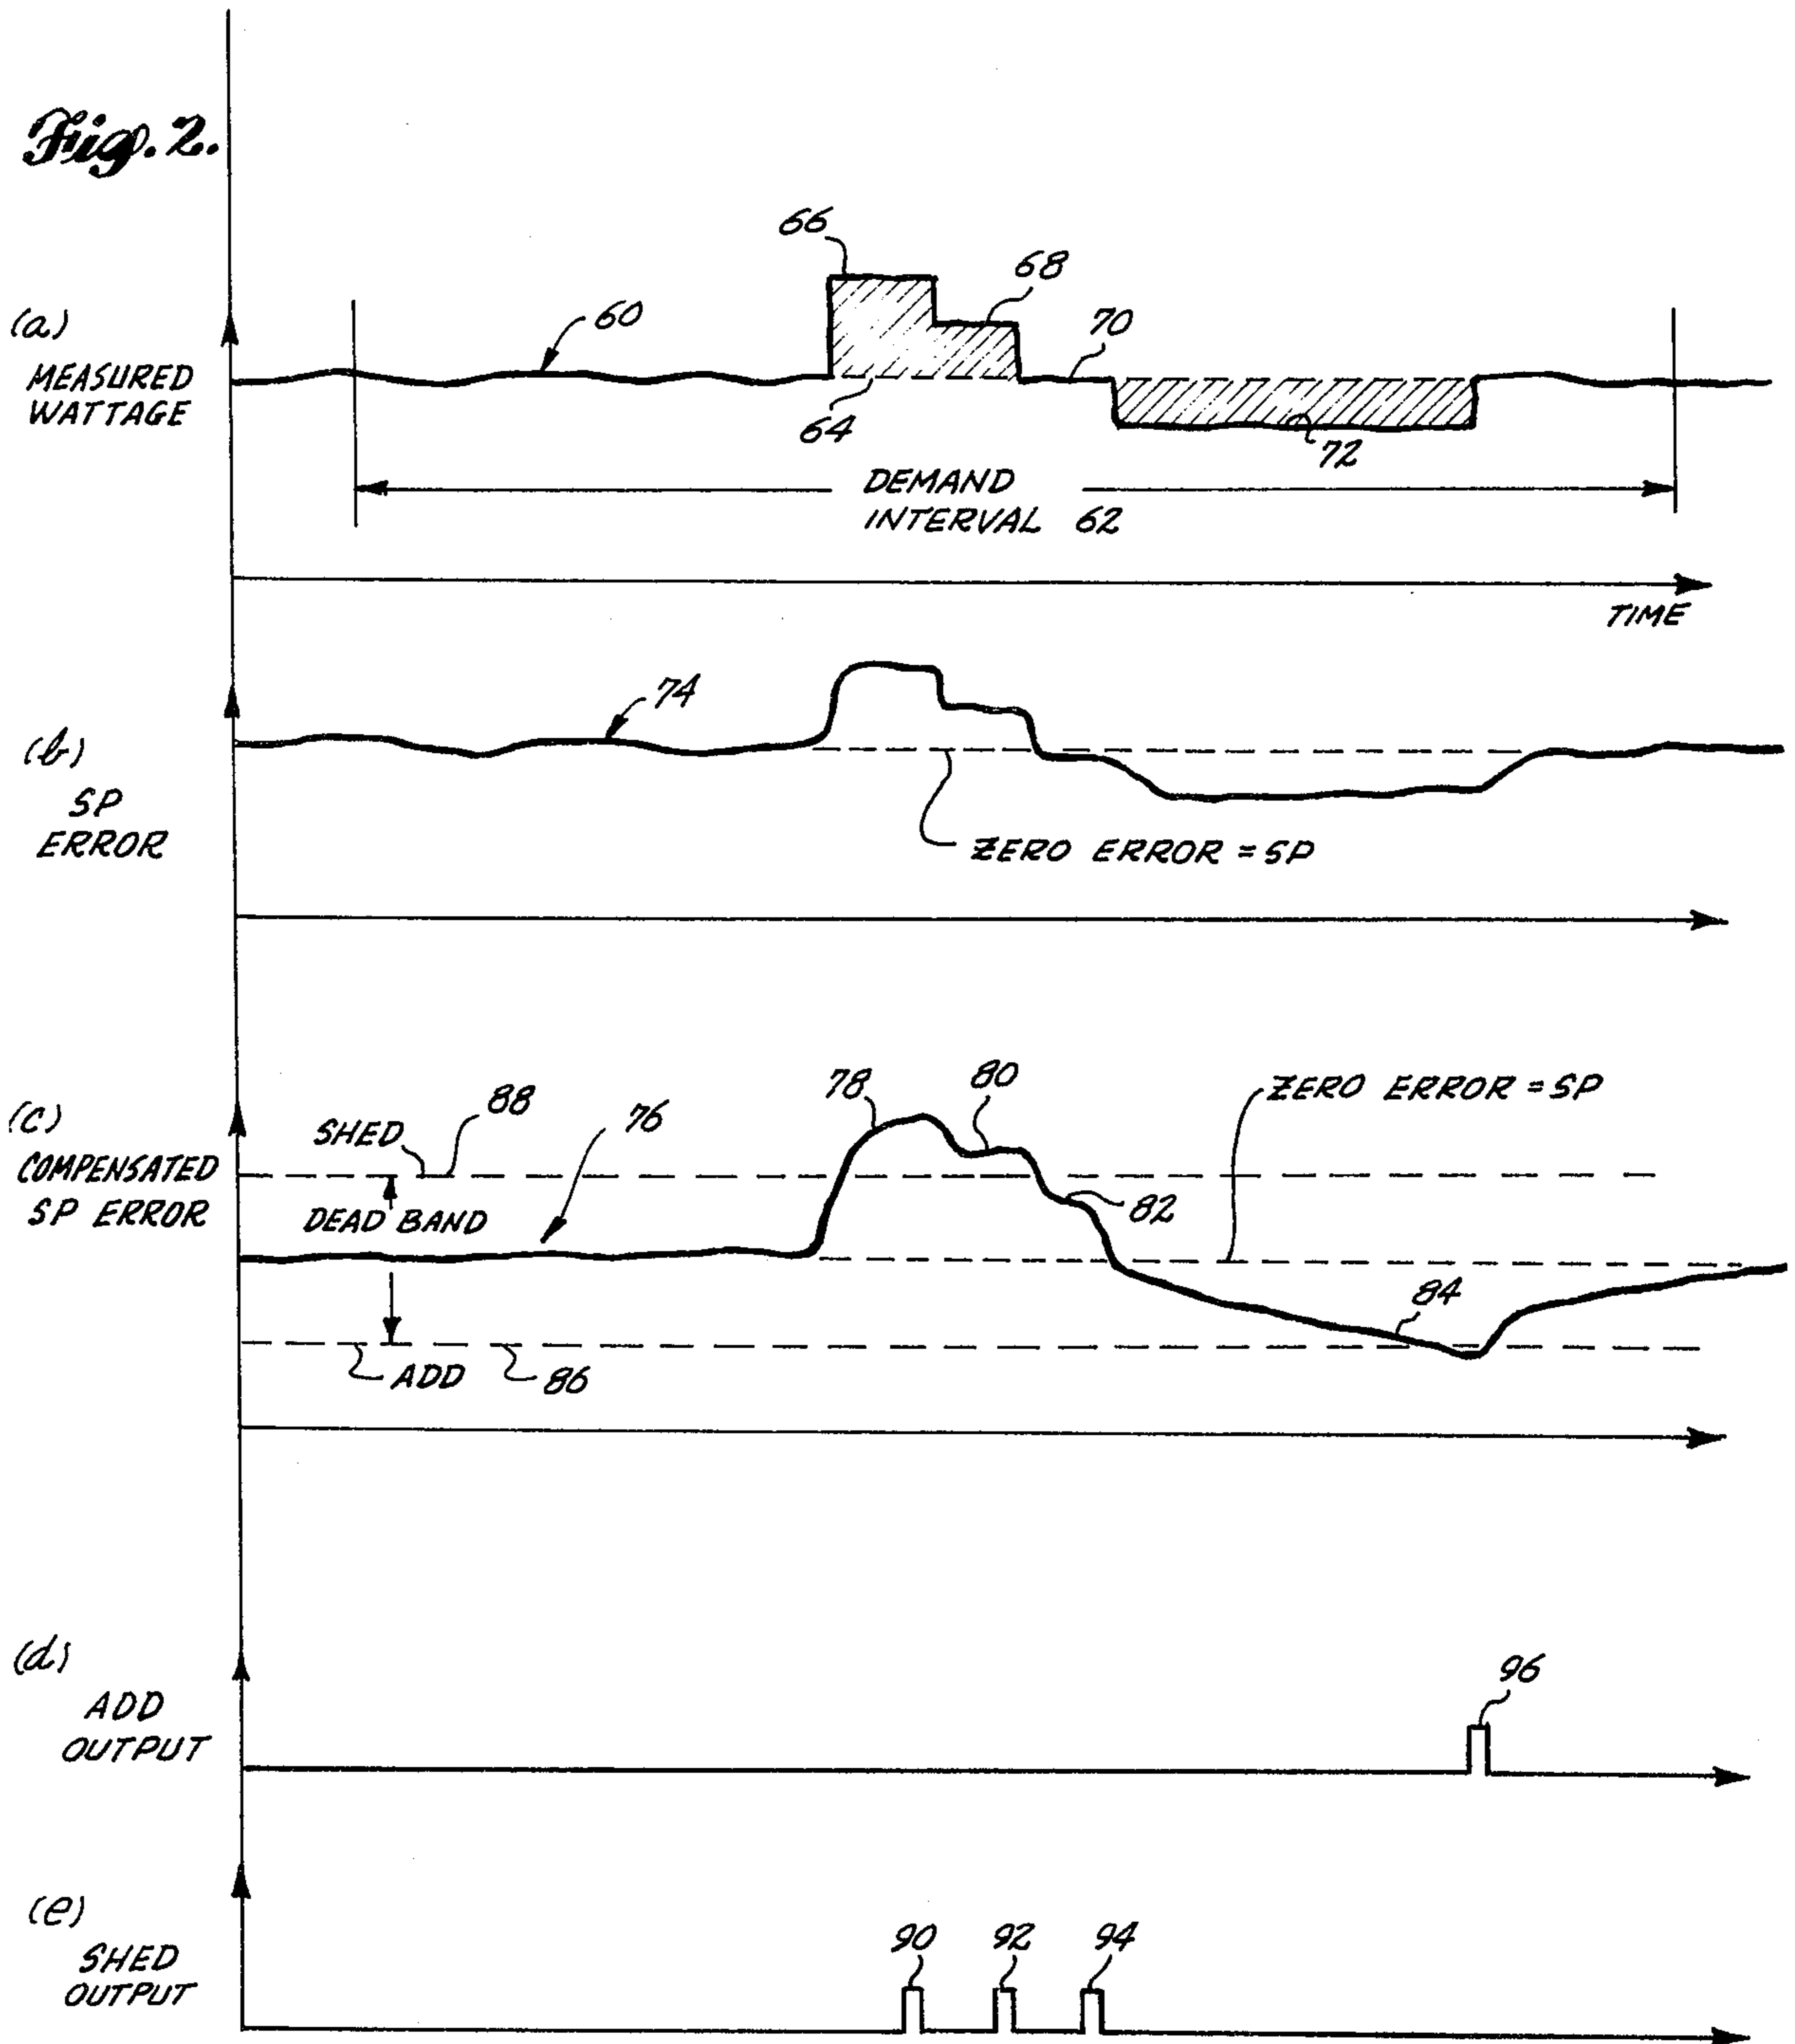 Fig. 2.
66
68
(a)
60
70
MEASURED
WATTAGE
64
72
DEMAND
INTERVAL 62
TIME
74
(b)
SP
ERROR
ZERO ERROR = SP
78
80
ZERO ERROR = SP
(c)
88
SHED
76
COMPENSATED
SP ERROR
DEAD BAND
82
84
ADD
86
(d)
96
ADD
OUTPUT
(e)
90
92
94
SHED
OUTPUT